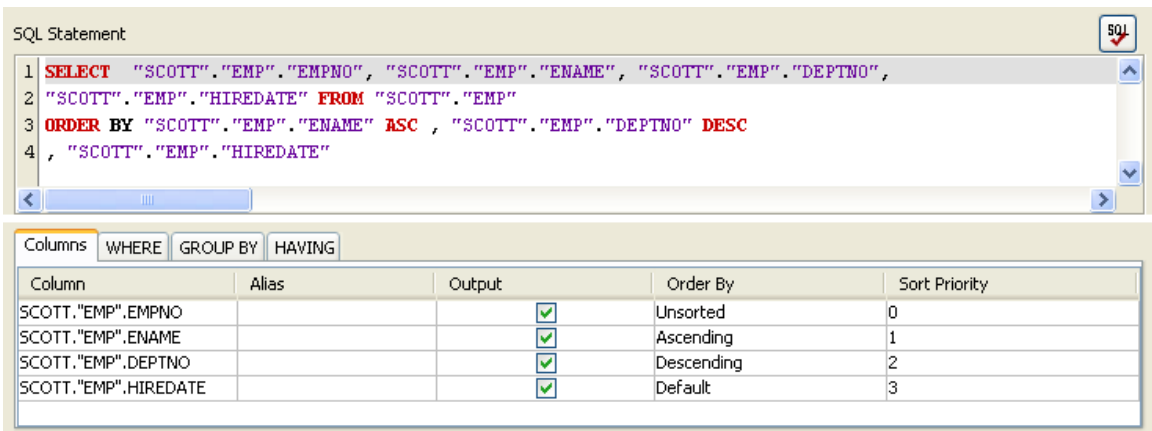 SQL Statement
SQL
1 SELECT "SCOTT"."EMP"."EMPNO", "SCOTT"."EMP"."ENAME", "SCOTT"."EMP"."DEPTNO",
2 "SCOTT"."EMP"."HIREDATE" FROM "SCOTT"."EMP"
3 ORDER BY "SCOTT"."EMP"."ENAME" ASC , "SCOTT"."EMP"."DEPTNO" DESC
4 , "SCOTT"."EMP"."HIREDATE"
Columns WHERE GROUP BY HAVING
Column Alias Output Order By Sort Priority
SCOTT."EMP".EMPNO Unsorted 0
SCOTT."EMP".ENAME Ascending 1
SCOTT."EMP".DEPTNO Descending 2
SCOTT."EMP".HIREDATE Default 3